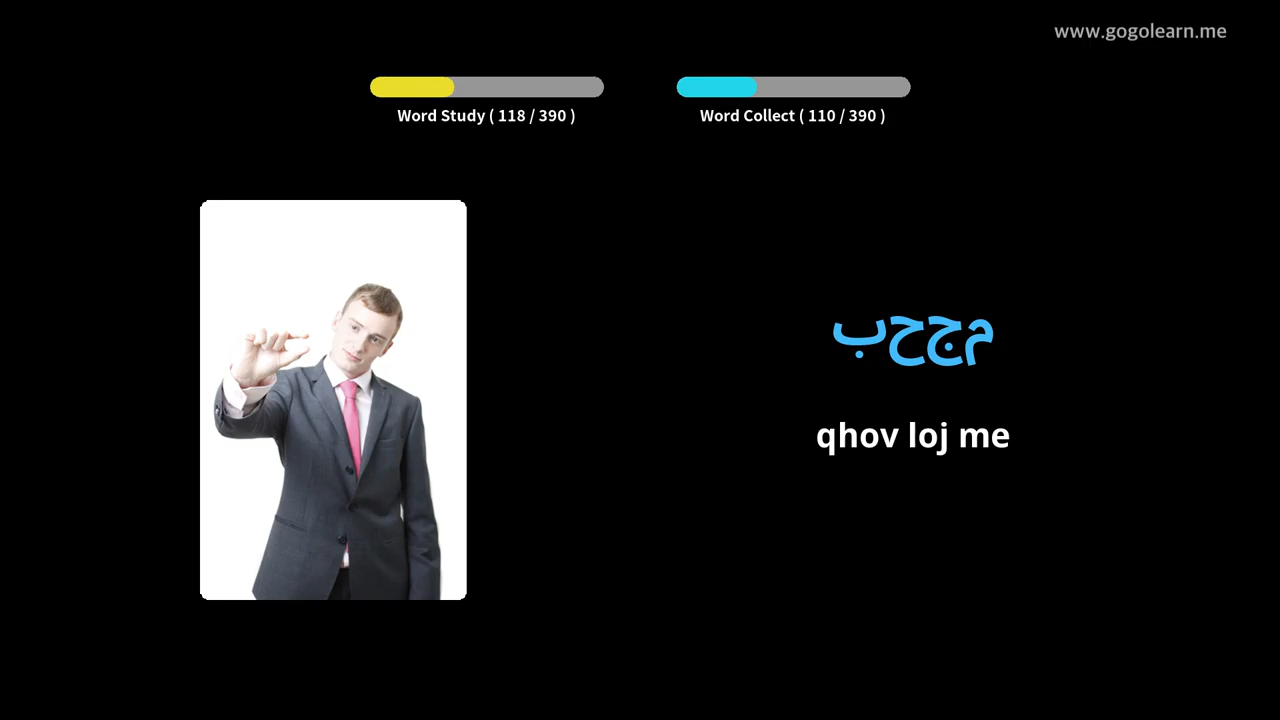 www.gogolearn.me
Word Study ( 118 / 390 )
Word Collect ( 110 / 390 )
مجحب
qhov loj me